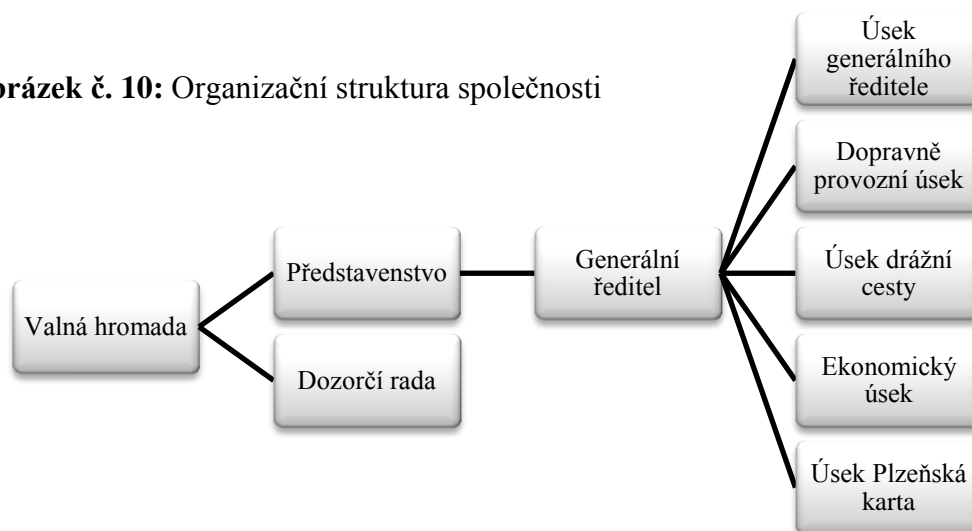 brázek č. 10: Organizační struktura společnosti
Valná hromada
Představenstvo
Dozorčí rada
Generální
ředitel
Úsek
generálního
ředitele
Dopravně
provozní úsek
Úsek drážní
cesty
Ekonomický
úsek
Úsek Plzeňská
karta